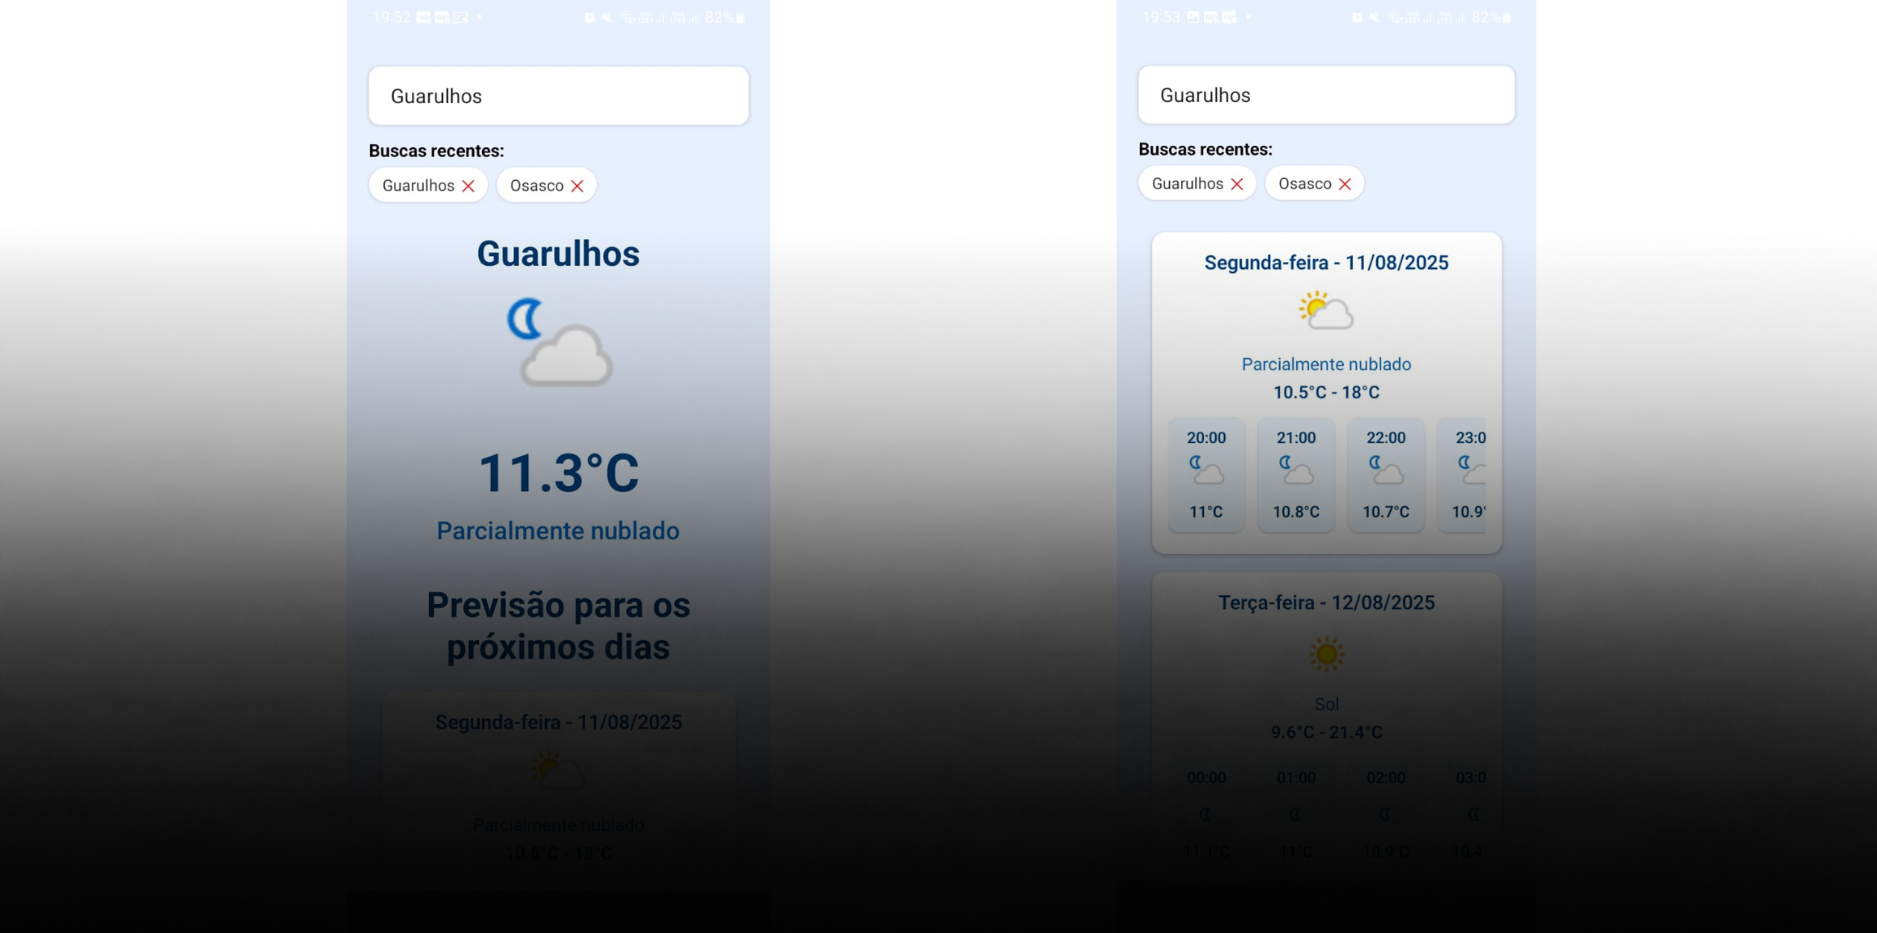 19:52
82%
Guarulhos
Buscas recentes:
Guarulhos
Osasco
Guarulhos
11.3°C
Parcialmente nublado
Previsão para os
próximos dias
Segunda-feira - 11/08/2025
Parcialmente nublado
10.5°C - 18°C
19:53
82%
Guarulhos
Buscas recentes:
Guarulhos
Osasco
Segunda-feira - 11/08/2025
Parcialmente nublado
10.5°C - 18°C
20:00 21:00 22:00 23:0
11°C 10.8°C 10.7°C 10.9°
Terça-feira - 12/08/2025
Sol
9.6°C - 21.4°C
00:00 01:00 02:00 03:0
11.1°C 11°C 10.9°C 10.4